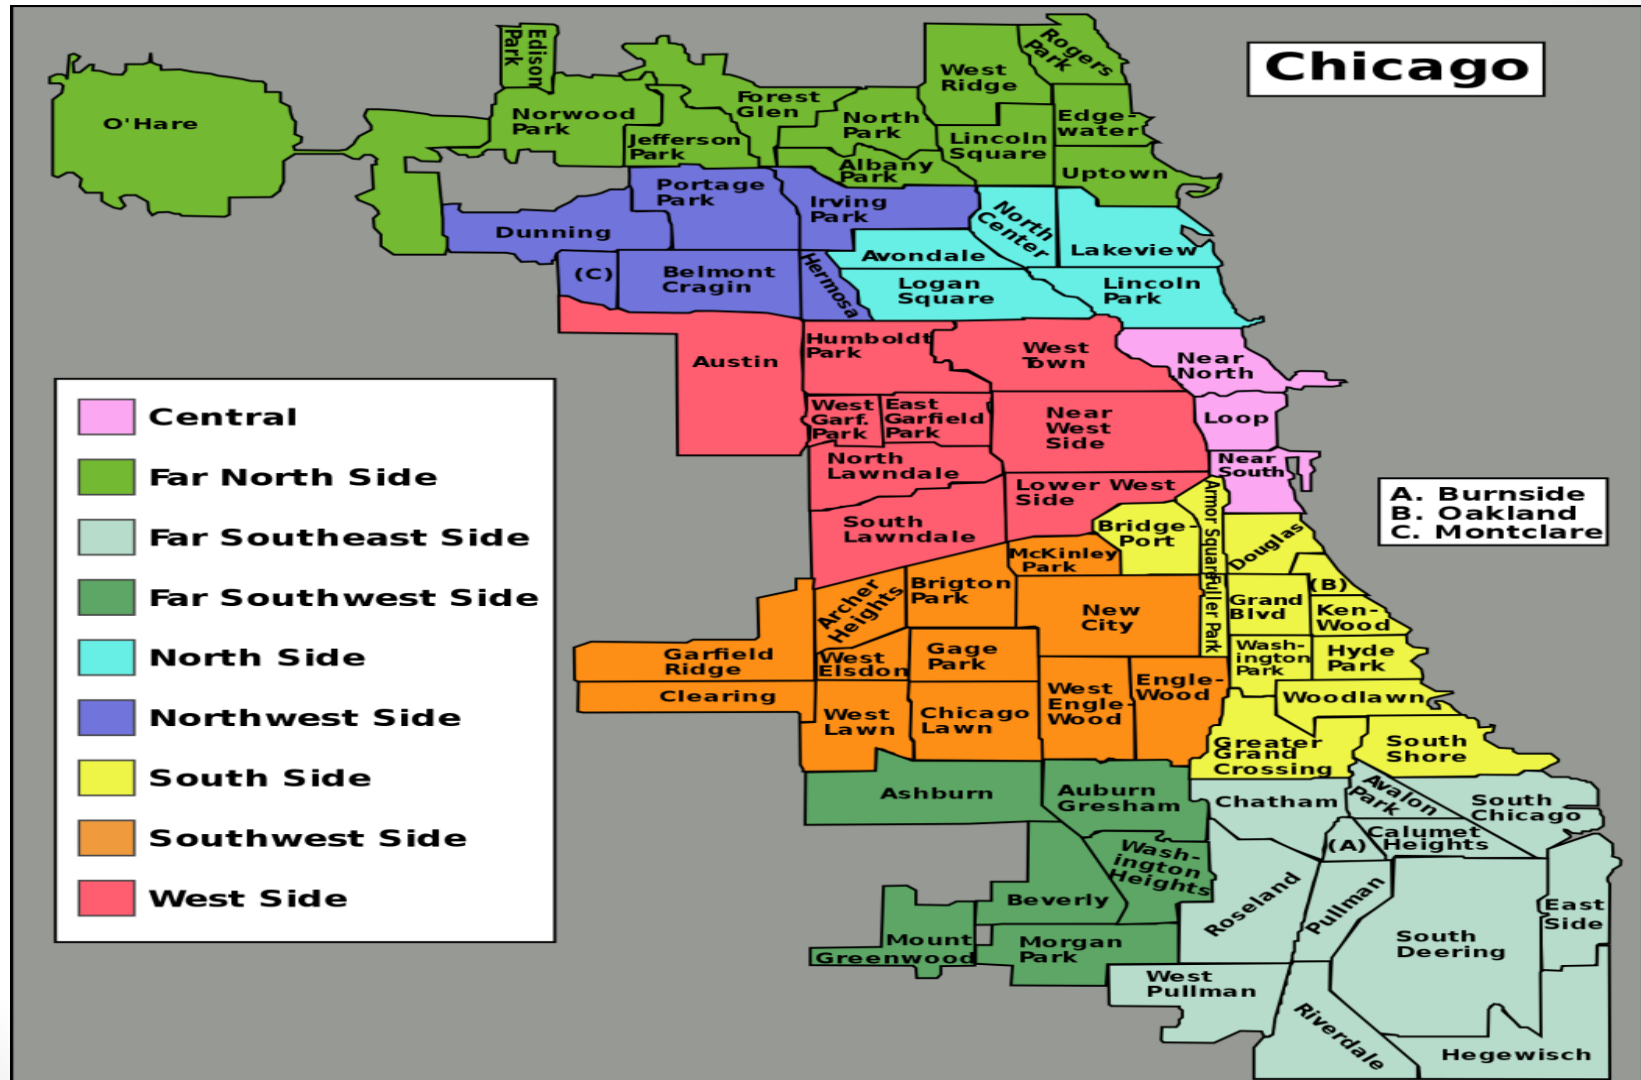 Chicago
Edison
Park
Rogers
Park
West
Ridge
O'Hare
Norwood
Park
Forest
Glen
North
Park
Edge-
water
Jefferson
Park
Lincoln
Square
Albany
Park
Uptown
Portage
Park
Irving
Park
North
Center
Dunning
Lakeview
Avondale
(C)
Belmont
Cragin
Hermosa
Logan
Square
Lincoln
Park
Austin
Humboldt
Park
West
Town
Near
North
West
Garf.
Park
East
Garfield
Park
Near
West
Side
Loop
North
Lawndale
Near
South
Lower West
Side
South
Lawndale
Armor Square
Bridge-
Port
Douglas
McKinley
Park
Archer
Heights
Brigton
Park
New
City
Fuller Park
Grand
Blvd
(B)
Ken-
Wood
Garfield
Ridge
West
Elsdon
Gage
Park
Wash-
ington
Park
Hyde
Park
Clearing
West
Lawn
Chicago
Lawn
West
Engle-
Wood
Engle-
Wood
Woodlawn
Greater
Grand
Crossing
South
Shore
Ashburn
Auburn
Gresham
Chatham
Avalon
Park
South
Chicago
Calumet
Heights
(A)
Wash-
ington
Heights
Beverly
Roseland
Pullman
East
Side
Mount
Greenwood
Morgan
Park
South
Deering
West
Pullman
Riverdale
Hegewisch
Central
Far North Side
Far Southeast Side
Far Southwest Side
North Side
Northwest Side
South Side
Southwest Side
West Side
A. Burnside
B. Oakland
C. Montclare